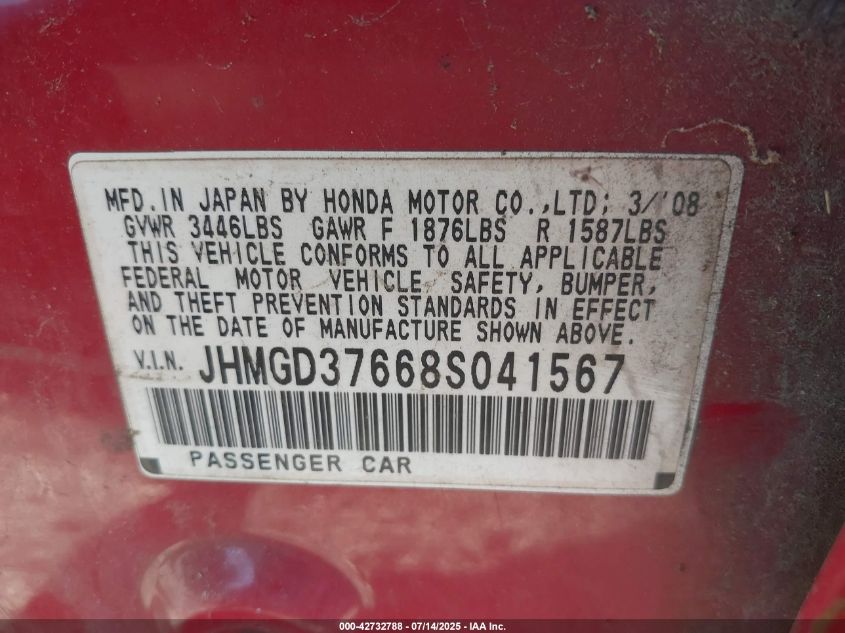 MFD. IN JAPAN BY HONDA MOTOR CO.,LTD; 3/'08
GVWR 3446LBS GAWR F 1876LBS R 1587LBS
THIS VEHICLE CONFORMS TO ALL APPLICABLE
FEDERAL MOTOR VEHICLE SAFETY, BUMPER,
AND THEFT PREVENTION STANDARDS IN EFFECT
ON THE DATE OF MANUFACTURE SHOWN ABOVE.
V.I.N. JHMGD37668S041567
PASSENGER CAR
000-42732788 - 07/14/2025 - IAA Inc.